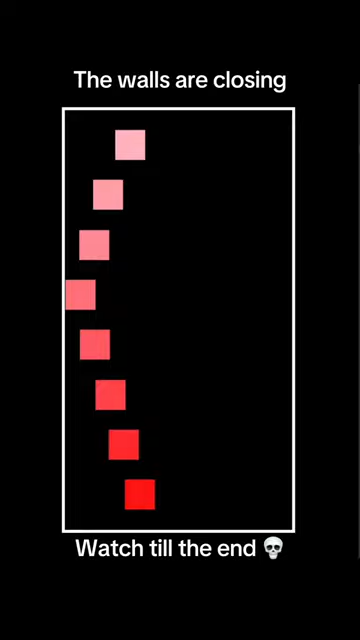 The walls are closing
Watch till the end 💀